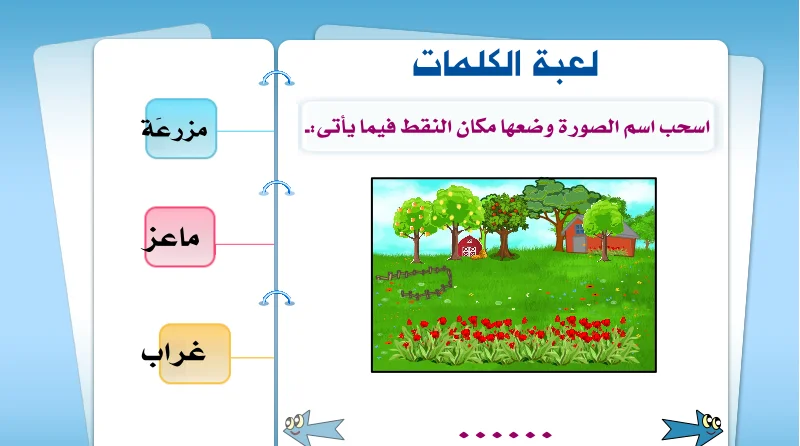 لعبة الكلمات
اسحب اسم الصورة وضعها مكان النقط فيما يأتى :ـ
مزرعَة
ماعز
غراب